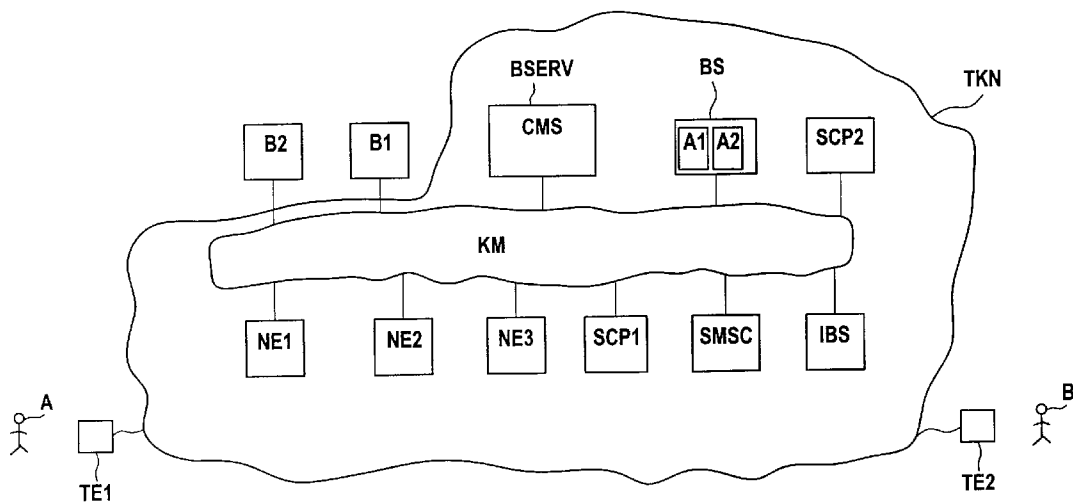 BSERV
BS
TKN
B2
B1
CMS
A1
A2
SCP2
KM
NE1
NE2
NE3
SCP1
SMSC
IBS
A
B
TE1
TE2